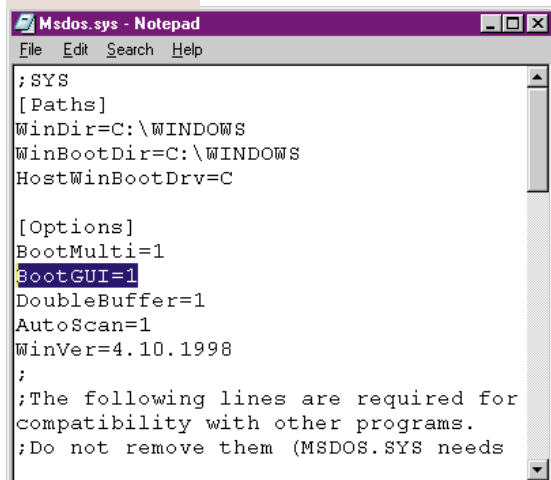 Msdos.sys - Notepad
File Edit Search Help
;SYS
[Paths]
WinDir=C:\WINDOWS
WinBootDir=C:\WINDOWS
HostWinBootDrv=C
[Options]
BootMulti=1
BootGUI=1
DoubleBuffer=1
AutoScan=1
WinVer=4.10.1998
;
;The following lines are required for
compatibility with other programs.
;Do not remove them (MSDOS.SYS needs